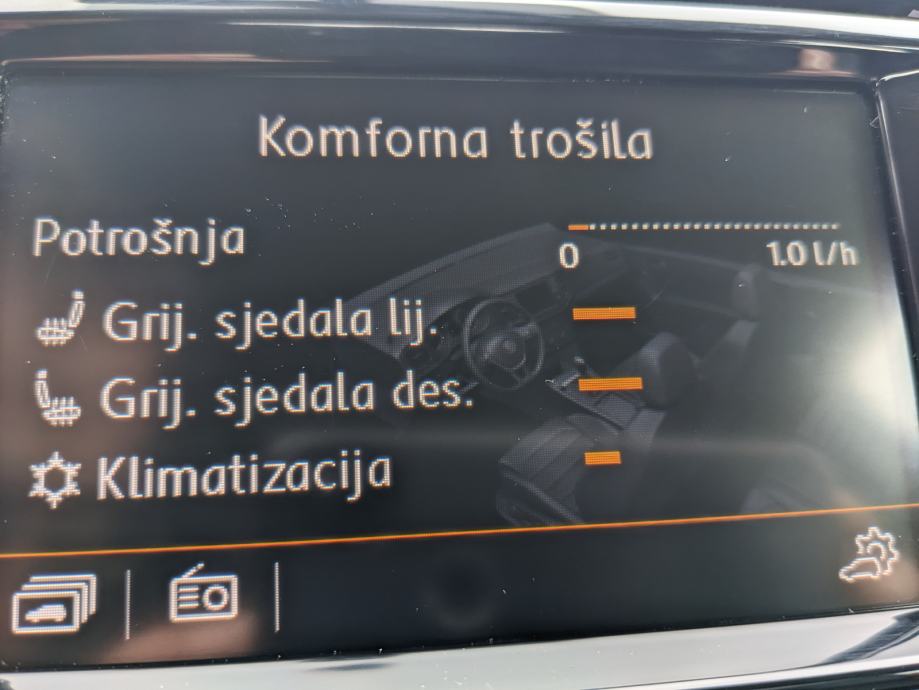 Komforna trošila
Potrošnja
0 1.0 l/h
Grij. sjedala lij.
Grij. sjedala des.
Klimatizacija